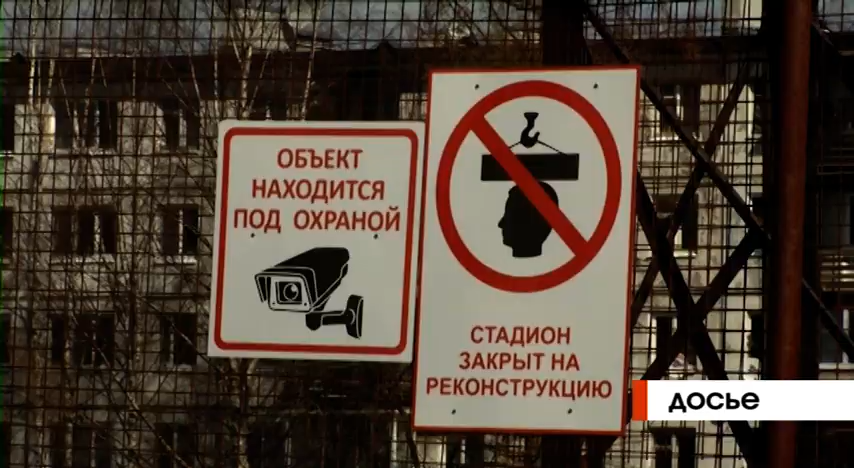 ОБЪЕКТ
НАХОДИТСЯ
ПОД ОХРАНОЙ
СТАДИОН
ЗАКРЫТ НА
РЕКОНСТРУКЦИЮ
досье